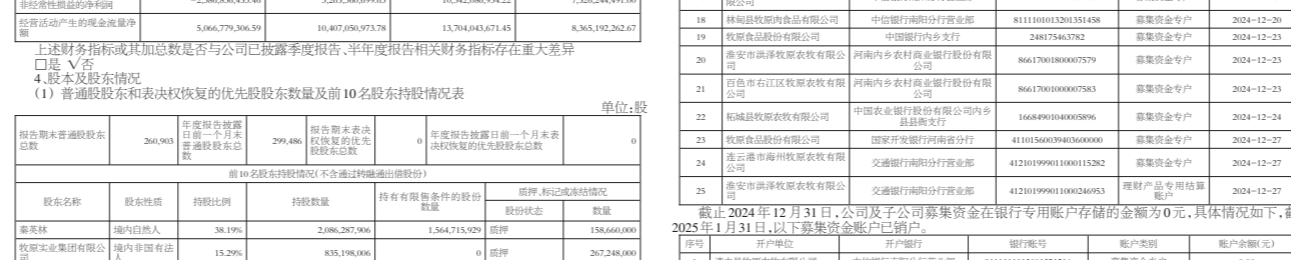 非经常性损益的净利润
经营活动产生的现金流量净额 5,066,779,306.59 10,407,050,973.78 13,704,043,671.45 8,365,192,262.67
上述财务指标或其加总数是否与公司已披露季度报告、半年度报告相关财务指标存在重大差异
□是 √否
4、股本及股东情况
(1) 普通股股东和表决权恢复的优先股股东数量及前10名股东持股情况表
单位:股
报告期末普通股股东总数 260,903 年度报告披露日前一个月末普通股股东总数 299,486 报告期末表决权恢复的优先股股东总数 0 年度报告披露日前一个月末表决权恢复的优先股股东总数 0
前10名股东持股情况(不含通过转融通出借股份)
股东名称 股东性质 持股比例 持股数量 持有有限售条件的股份数量 质押、标记或冻结情况
股份状态 数量
秦英林 境内自然人 38.19% 2,086,287,906 1,564,715,929 质押 158,660,000
牧原实业集团有限公司 境内非国有法人 15.29% 835,198,006 0 质押 267,248,000
限公司
18 林甸县牧原肉食品有限公司 中信银行南阳分行营业部 8111101013201351458 募集资金专户 2024-12-20
19 牧原食品股份有限公司 中国银行内乡支行 248175463782 募集资金专户 2024-12-23
20 淮安市洪泽牧原农牧有限公司 河南内乡农村商业银行股份有限公司 86617001800007579 募集资金专户 2024-12-23
21 百色市右江区牧原农牧有限公司 河南内乡农村商业银行股份有限公司 86617001000007583 募集资金专户 2024-12-23
22 柘城县牧原农牧有限公司 中国农业银行股份有限公司内乡县县衙支行 16684901040005896 募集资金专户 2024-12-24
23 牧原食品股份有限公司 国家开发银行河南省分行 41101560039403600000 募集资金专户 2024-12-27
24 连云港市海州牧原农牧有限公司 交通银行南阳分行营业部 412101999011000115282 募集资金专户 2024-12-27
25 淮安市洪泽牧原农牧有限公司 交通银行南阳分行营业部 412101999011000246953 理财产品专用结算账户 2024-12-27
截止2024年12月31日,公司及子公司募集资金在银行专用账户存储的金额为0元,具体情况如下,截
2025年1月31日,以下募集资金账户已销户。
序号 开户单位 开户银行 银行账号 账户类别 账户余额(元)